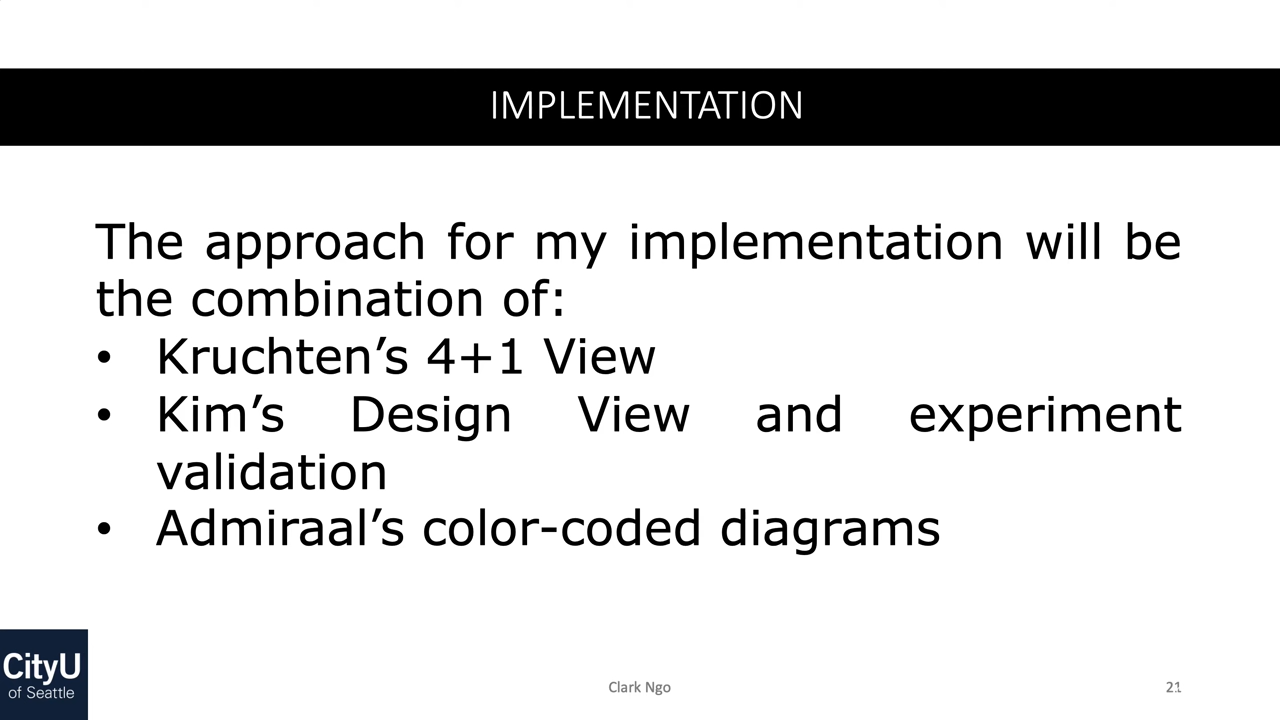 IMPLEMENTATION
The approach for my implementation will be
the combination of:
• Kruchten’s 4+1 View
• Kim’s Design View and experiment
validation
• Admiraal’s color-coded diagrams
CityU
of Seattle
Clark Ngo
21